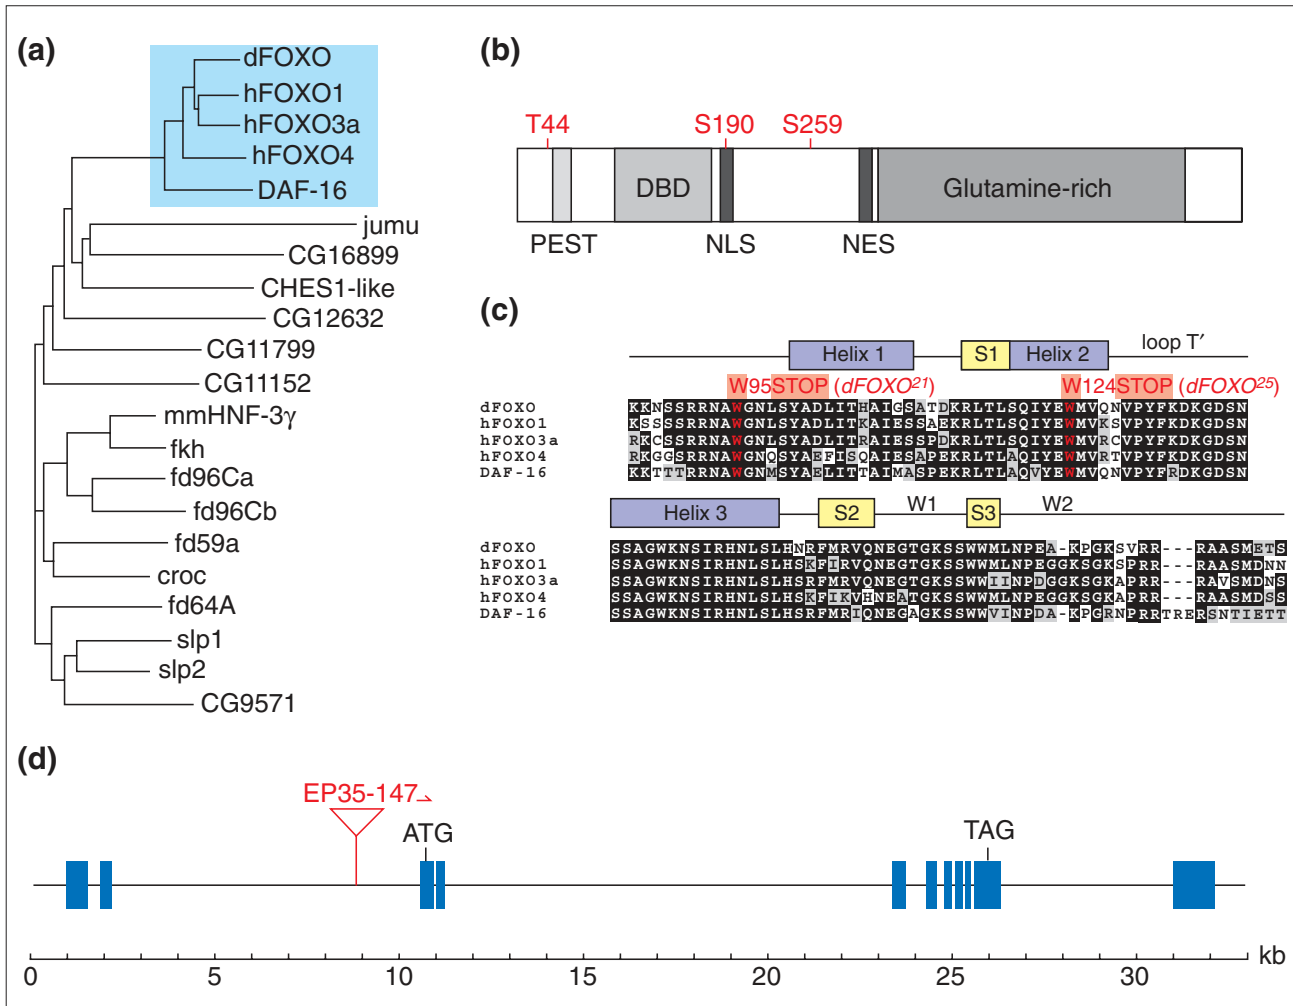 (a)
dFOXO
hFOXO1
hFOXO3a
hFOXO4
DAF-16
jumu
CG16899
CHES1-like
CG12632
CG11799
CG11152
mmHNF-3γ
fkh
fd96Ca
fd96Cb
fd59a
croc
fd64A
slp1
slp2
CG9571
(b)
T44 S190 S259
DBD Glutamine-rich
PEST NLS NES
(c)
Helix 1 S1 Helix 2 loop T′
W95STOP (dFOXO²¹) W124STOP (dFOXO²⁵)
dFOXO KKNSSRRNAWGNLSYADLITHAIGSATDKRLTLSQIYEWMVQNVPYFKDKGDSN
hFOXO1 KSSSSRRNAWGNLSYADLITKAIESSAEKRLTLSQIYEWMVKSVPYFKDKGDSN
hFOXO3a RKCSSRRNAWGNLSYADLITRAIESSPDKRLTLSQIYEWMVRCVPYFKDKGDSN
hFOXO4 RKGGSRRNAWGNQSYAEFISQAIESAPEKRLTLAQIYEWMVRTVPYFKDKGDSN
DAF-16 KKTTTRRNAWGNMSYAELITTAIMASPEKRLTLAQVYEWMVQNVPYFRDKGDSN
Helix 3 S2 W1 S3 W2
dFOXO SSAGWKNSIRHNLSLHNRFMRVQNEGTGKSSWWMLNPEA-KPGKSVRR---RAASMETS
hFOXO1 SSAGWKNSIRHNLSLHSKFIRVQNEGTGKSSWWMLNPEGGKSGKSPRR---RAASMDNN
hFOXO3a SSAGWKNSIRHNLSLHSRFMRVQNEGTGKSSWWIINPDGGKSGKAPRR---RAVSMDNS
hFOXO4 SSAGWKNSIRHNLSLHSKFIKVHNEATGKSSWWMLNPEGGKSGKAPRR---RAASMDSS
DAF-16 SSAGWKNSIRHNLSLHSRFMRIQNEGAGKSSWWVINPDA-KPGRNPRRTRERSNTIETT
(d)
EP35-147
ATG TAG
0 5 10 15 20 25 30 kb